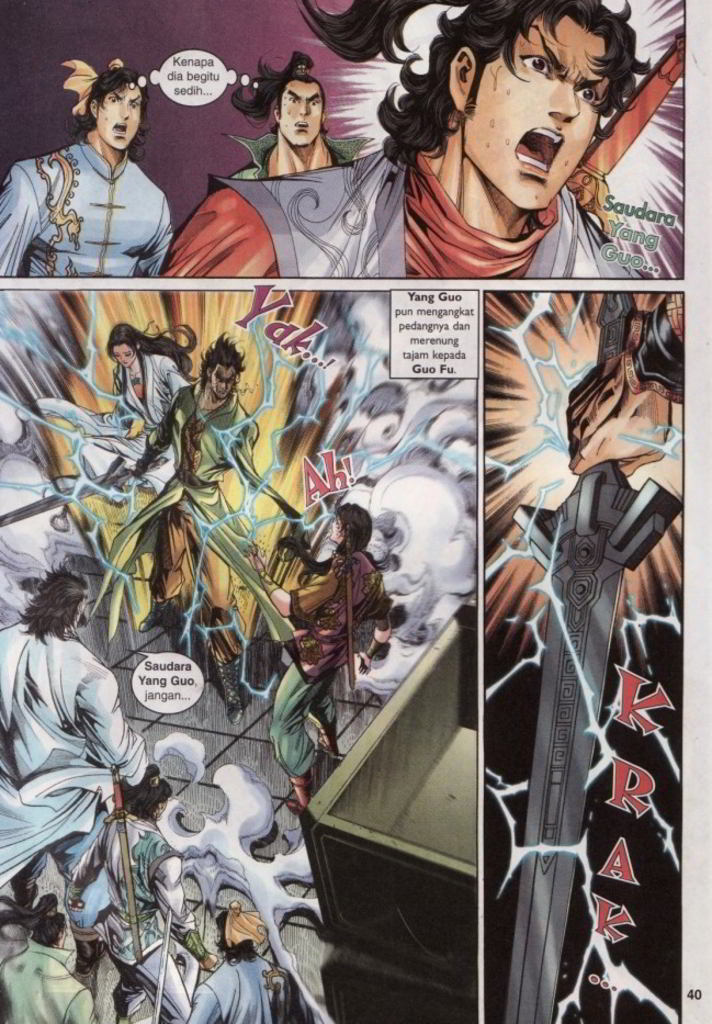 Kenapa
dia begitu
sedih...
Saudara
Yang
Guo...
Yak...!
Yang Guo
pun mengangkat
pedangnya dan
merenung
tajam kepada
Guo Fu.
Ah!
Saudara
Yang Guo,
jangan...
KRAK...
40